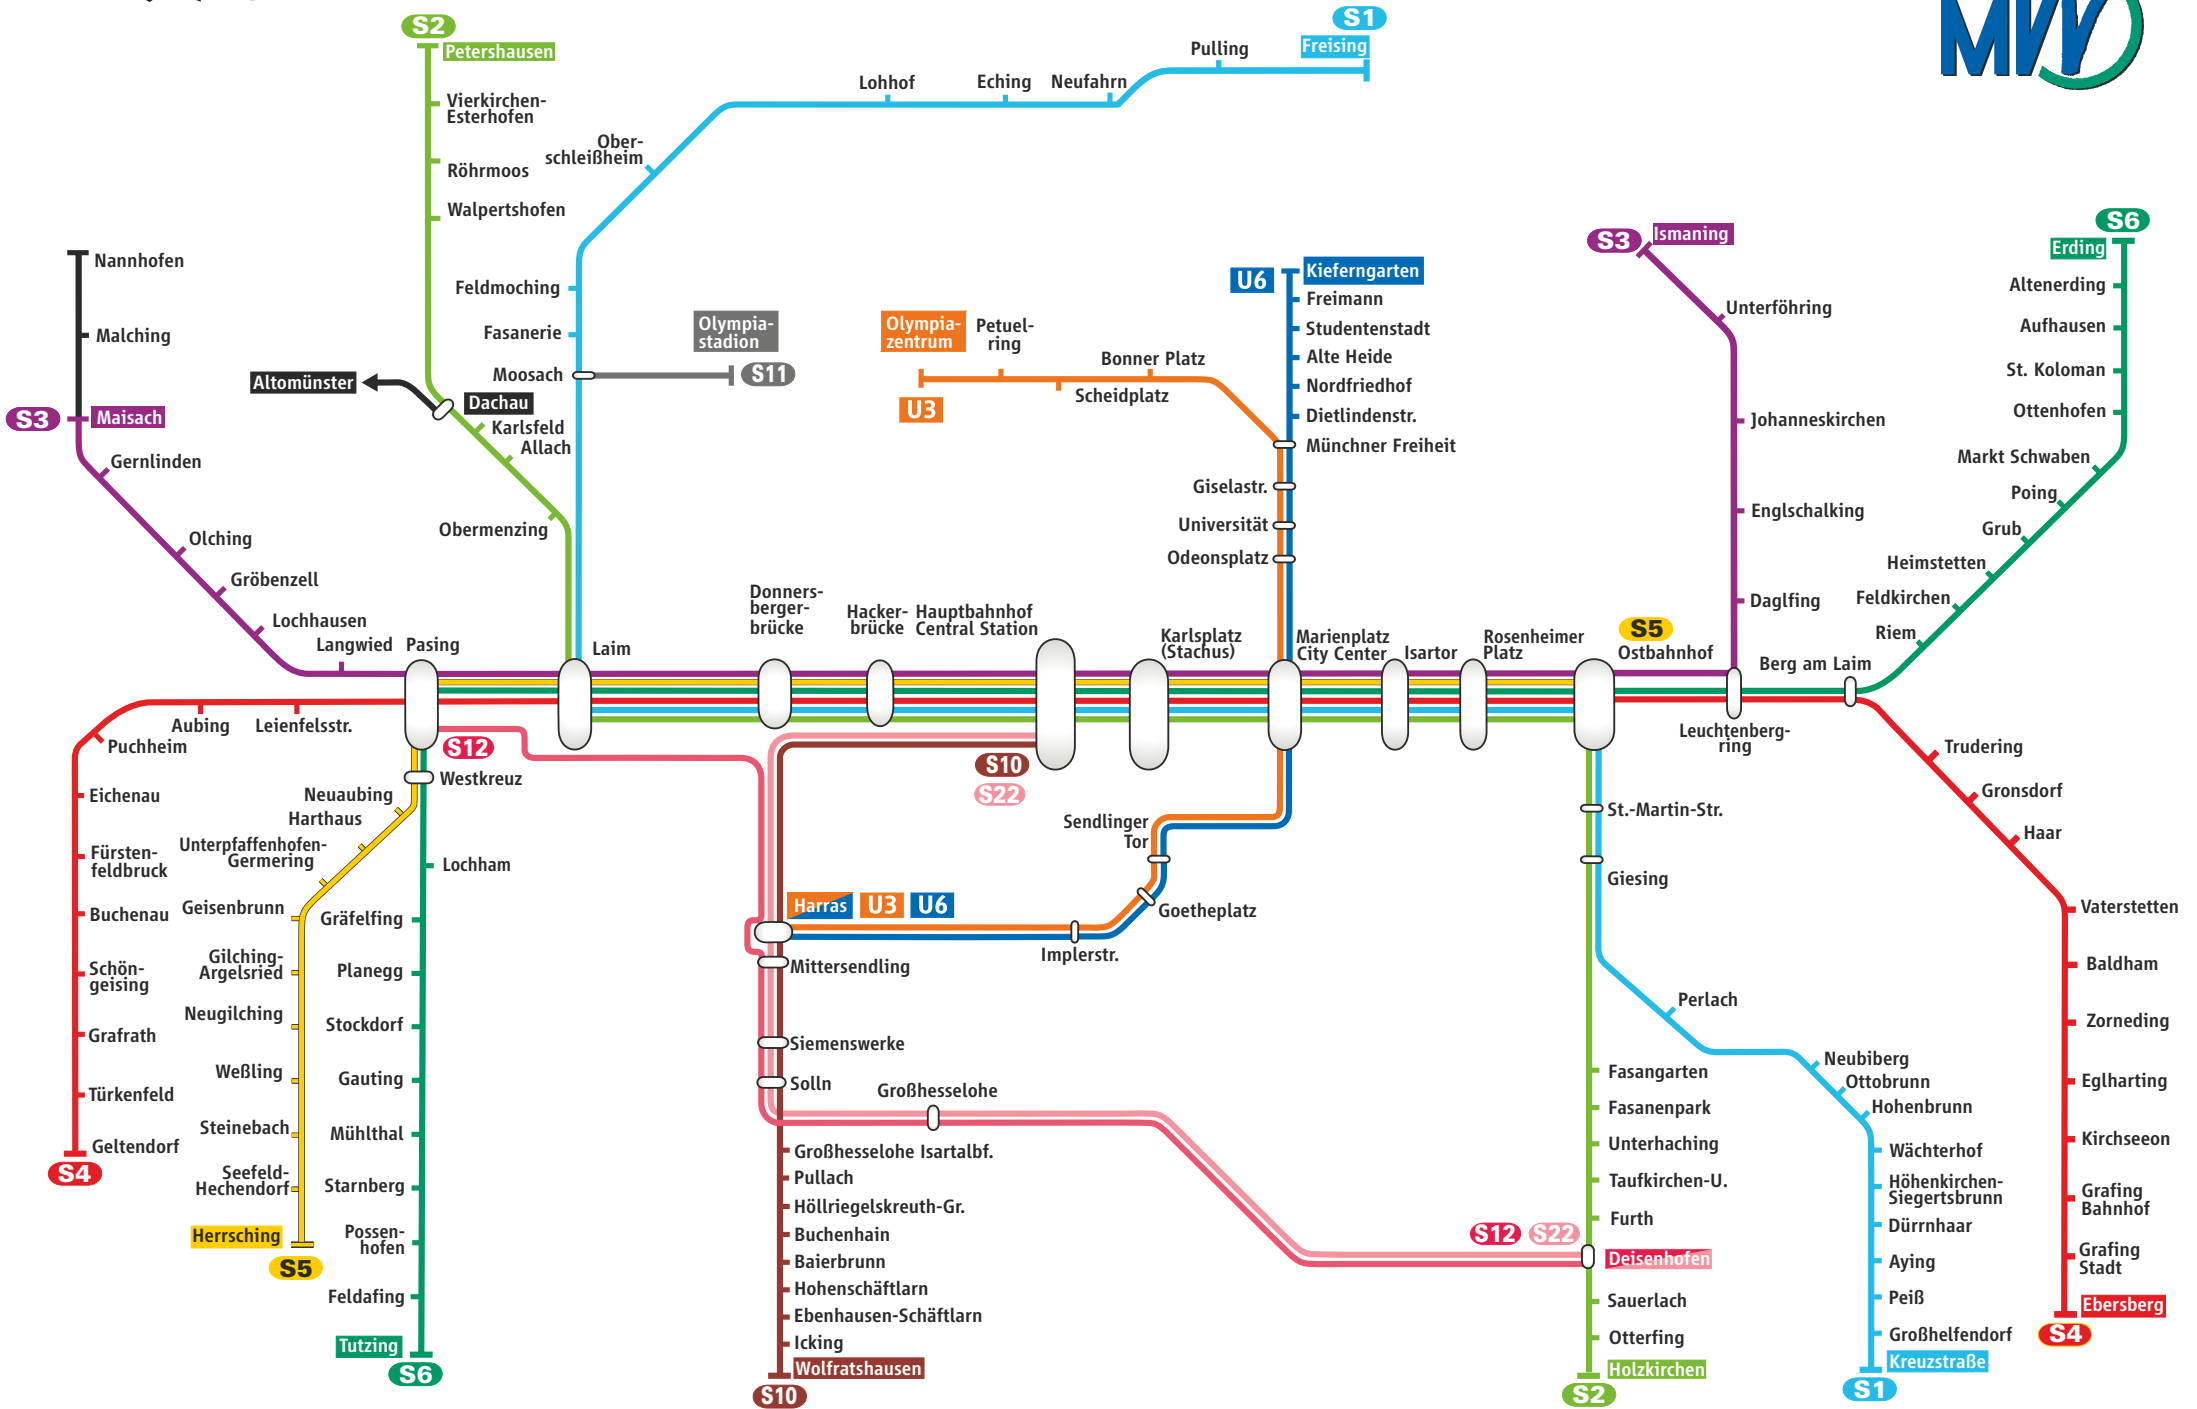 S2
Petershausen
Vierkirchen-
Esterhofen
Röhrmoos
Walpertshofen
S1
Freising
Pulling
Neufahrn
Eching
Lohhof
Ober-
schleißheim
Feldmoching
Fasanerie
Moosach
Olympia-
stadion
S11
MVV
Nannhofen
Malching
S3
Maisach
Gernlinden
Olching
Gröbenzell
Lochhausen
Langwied
Altomünster
Dachau
Karlsfeld
Allach
Obermenzing
Olympia-
zentrum
U3
Petuel-
ring
Scheidplatz
Bonner Platz
U6
Kieferngarten
Freimann
Studentenstadt
Alte Heide
Nordfriedhof
Dietlindenstr.
Münchner Freiheit
Giselastr.
Universität
Odeonsplatz
S3
Ismaning
Unterföhring
Johanneskirchen
Englschalking
Daglfing
S6
Erding
Altenerding
Aufhausen
St. Koloman
Ottenhofen
Markt Schwaben
Poing
Grub
Heimstetten
Feldkirchen
Riem
Berg am Laim
Pasing
Laim
Donners-
berger-
brücke
Hacker-
brücke
Hauptbahnhof
Central Station
Karlsplatz
(Stachus)
Marienplatz
City Center
Isartor
Rosenheimer
Platz
S5
Ostbahnhof
Leuchtenberg-
ring
Leienfelsstr.
Aubing
Puchheim
Eichenau
Fürsten-
feldbruck
Buchenau
Schön-
geising
Grafrath
Türkenfeld
Geltendorf
S4
S12
Westkreuz
Neuaubing
Harthaus
Unterpfaffenhofen-
Germering
Geisenbrunn
Gilching-
Argelsried
Neugilching
Weßling
Steinebach
Seefeld-
Hechendorf
Herrsching
S5
Lochham
Gräfelfing
Planegg
Stockdorf
Gauting
Mühlthal
Starnberg
Possen-
hofen
Feldafing
Tutzing
S6
S10
S22
Sendlinger
Tor
Goetheplatz
Implerstr.
Harras
U3
U6
Mittersendling
Siemenswerke
Solln
Großhesselohe
Großhesselohe Isartalbf.
Pullach
Höllriegelskreuth-Gr.
Buchenhain
Baierbrunn
Hohenschäftlarn
Ebenhausen-Schäftlarn
Icking
Wolfratshausen
S10
St.-Martin-Str.
Giesing
Fasangarten
Fasanenpark
Unterhaching
Taufkirchen-U.
Furth
S12
S22
Deisenhofen
Sauerlach
Otterfing
Holzkirchen
S2
Perlach
Neubiberg
Ottobrunn
Hohenbrunn
Wächterhof
Höhenkirchen-
Siegertsbrunn
Dürrnhaar
Aying
Peiß
Großhelfendorf
Kreuzstraße
S1
Trudering
Gronsdorf
Haar
Vaterstetten
Baldham
Zorneding
Eglharting
Kirchseeon
Grafing
Bahnhof
Grafing
Stadt
Ebersberg
S4